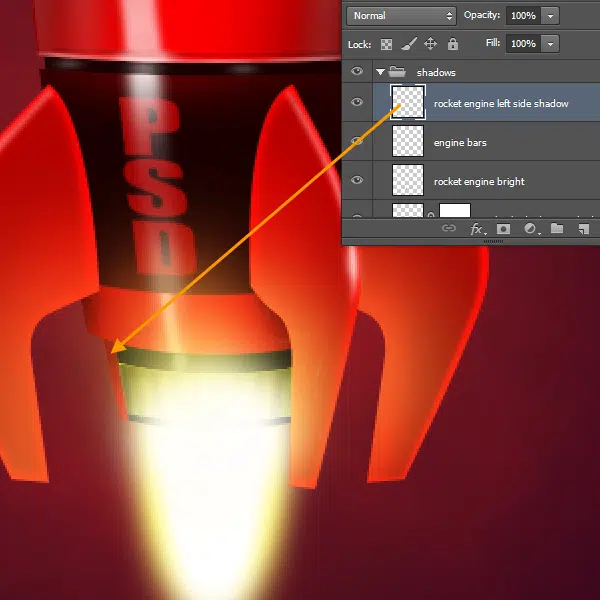 Normal Opacity: 100%
Lock: Fill: 100%
shadows
rocket engine left side shadow
engine bars
rocket engine bright
fx
PSD